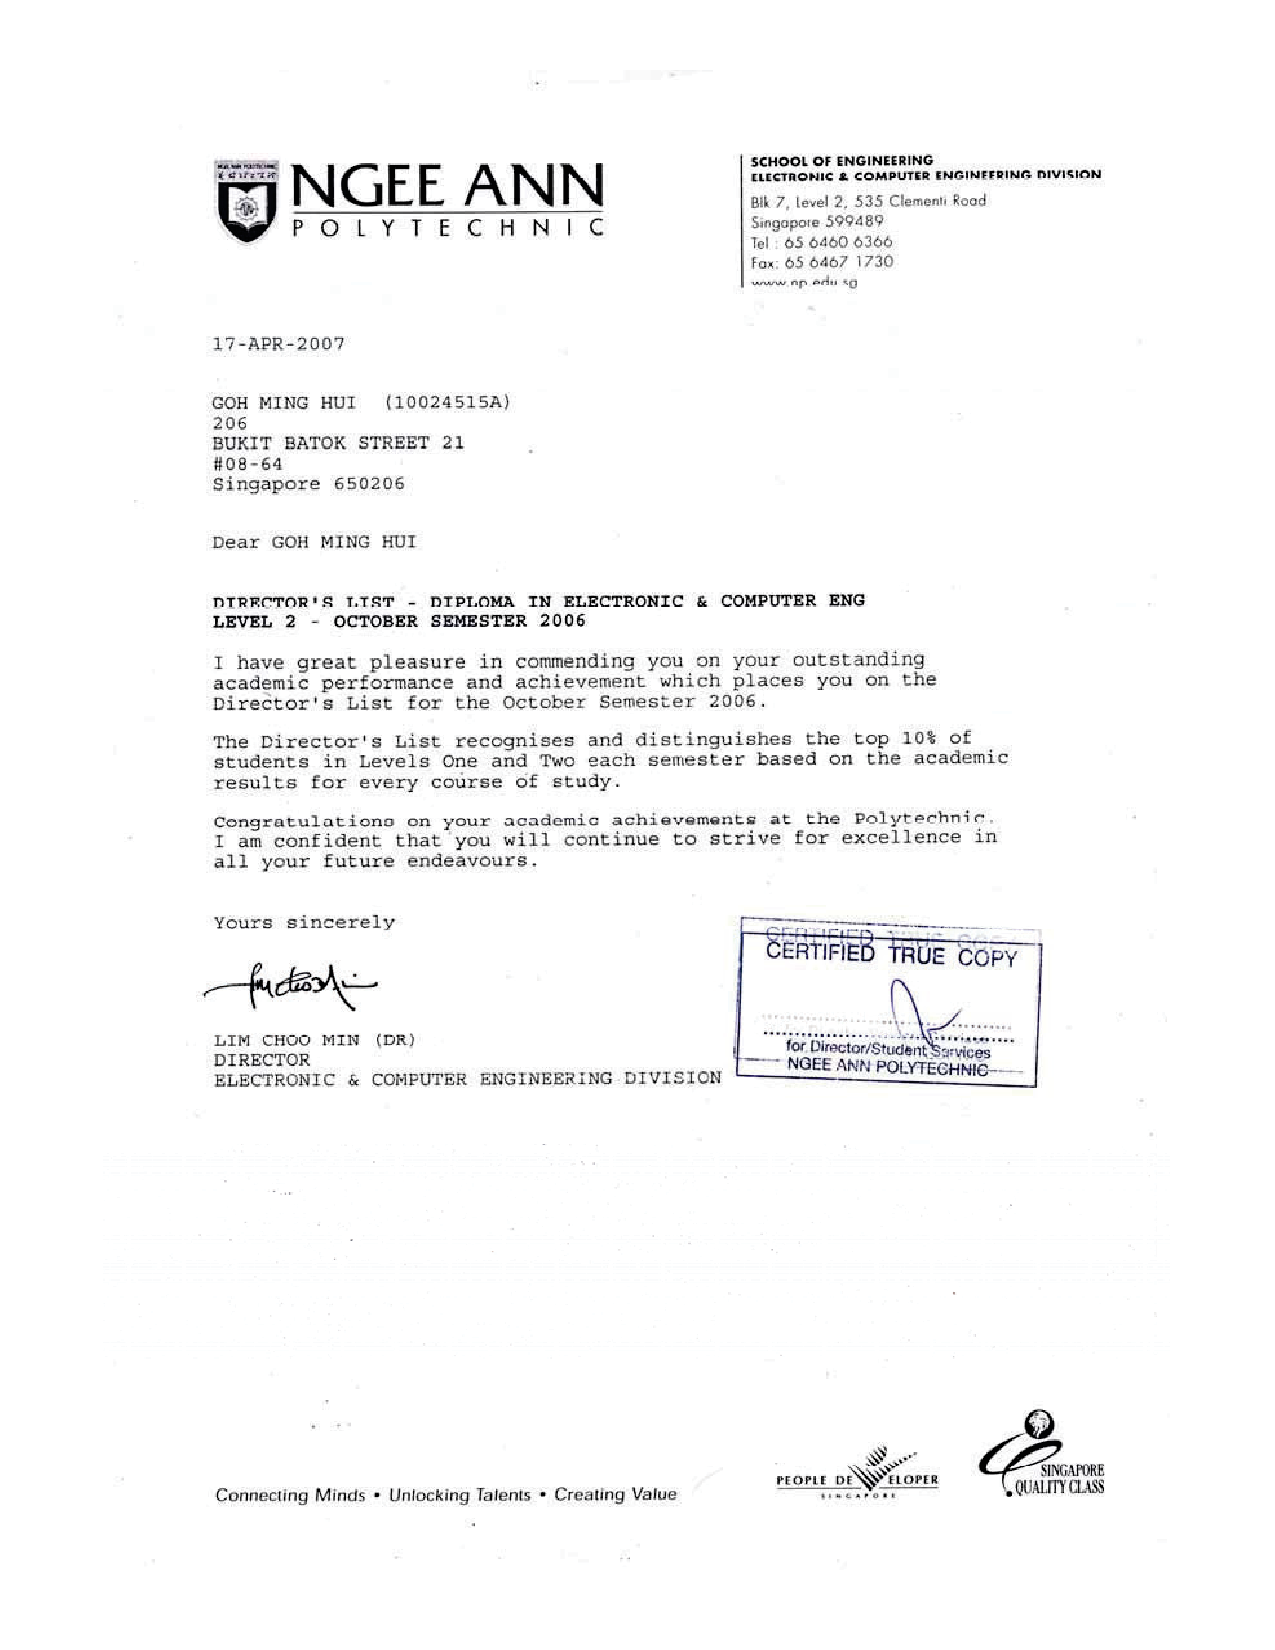 NGEE ANN
POLYTECHNIC
SCHOOL OF ENGINEERING
ELECTRONIC & COMPUTER ENGINEERING DIVISION
Blk 7, Level 2, 535 Clementi Road
Singapore 599489
Tel : 65 6460 6366
Fax: 65 6467 1730
www.np.edu.sg
17-APR-2007
GOH MING HUI (10024515A)
206
BUKIT BATOK STREET 21
#08-64
Singapore 650206
Dear GOH MING HUI
DIRECTOR'S LIST - DIPLOMA IN ELECTRONIC & COMPUTER ENG
LEVEL 2 - OCTOBER SEMESTER 2006
I have great pleasure in commending you on your outstanding
academic performance and achievement which places you on the
Director's List for the October Semester 2006.
The Director's List recognises and distinguishes the top 10% of
students in Levels One and Two each semester based on the academic
results for every course of study.
Congratulations on your academic achievements at the Polytechnic.
I am confident that you will continue to strive for excellence in
all your future endeavours.
Yours sincerely
LIM CHOO MIN (DR)
DIRECTOR
ELECTRONIC & COMPUTER ENGINEERING DIVISION
CERTIFIED TRUE COPY
for Director/Student Services
NGEE ANN POLYTECHNIC
Connecting Minds • Unlocking Talents • Creating Value
PEOPLE DEVELOPER
SINGAPORE
SINGAPORE
QUALITY CLASS